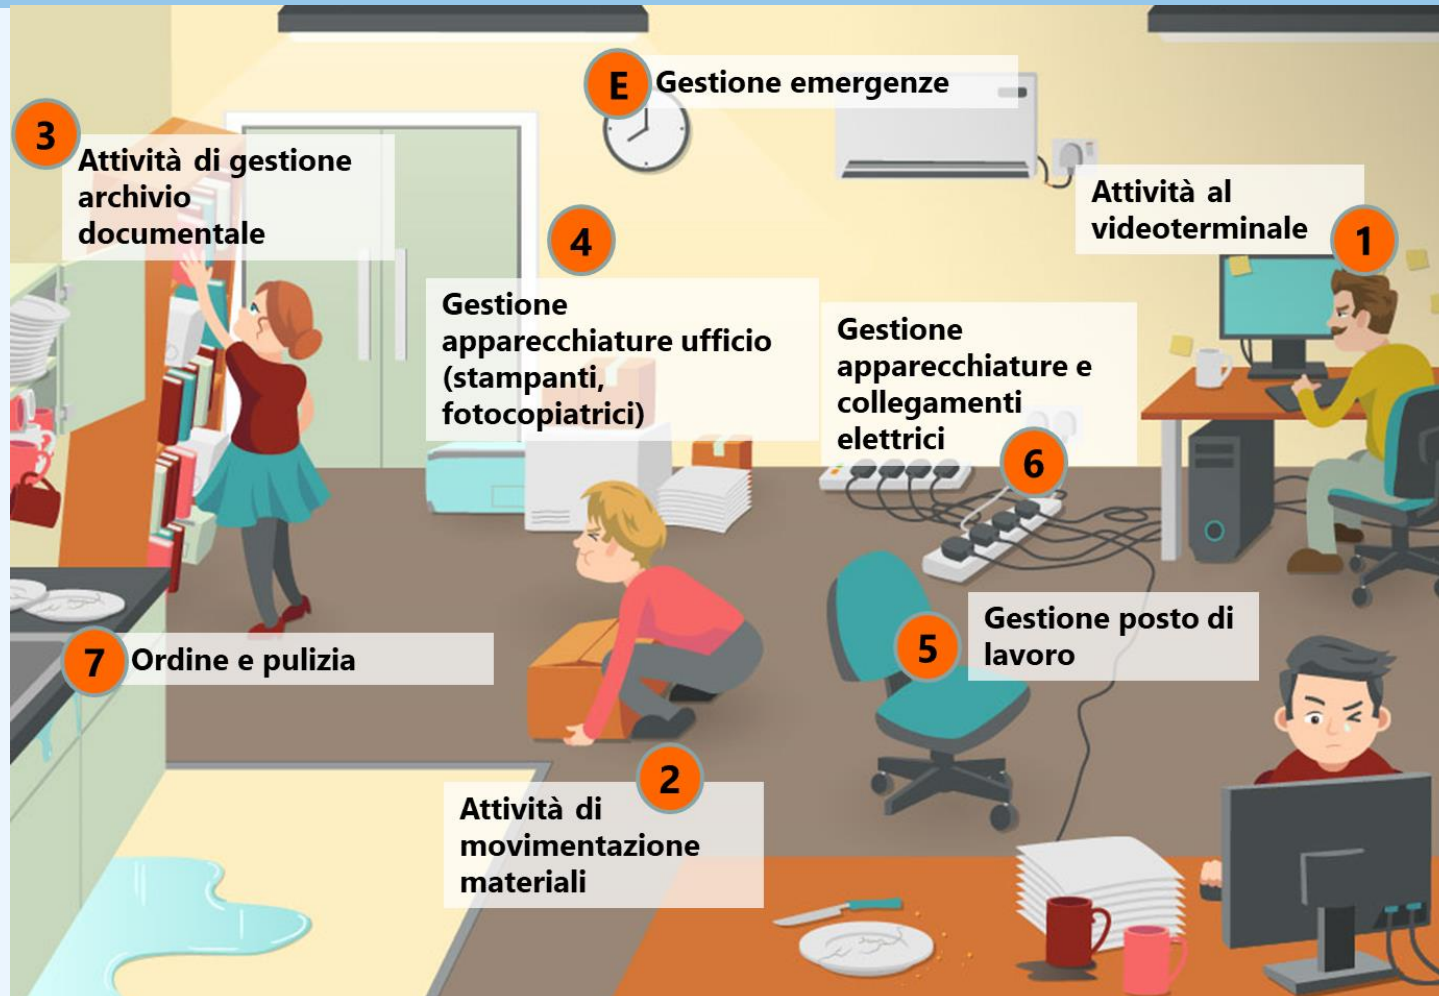 E
Gestione emergenze
3
Attività di gestione
archivio
documentale
Attività al
videoterminale
1
4
Gestione
apparecchiature ufficio
(stampanti,
fotocopiatrici)
Gestione
apparecchiature e
collegamenti
elettrici
6
5
Gestione posto di
lavoro
7
Ordine e pulizia
2
Attività di
movimentazione
materiali